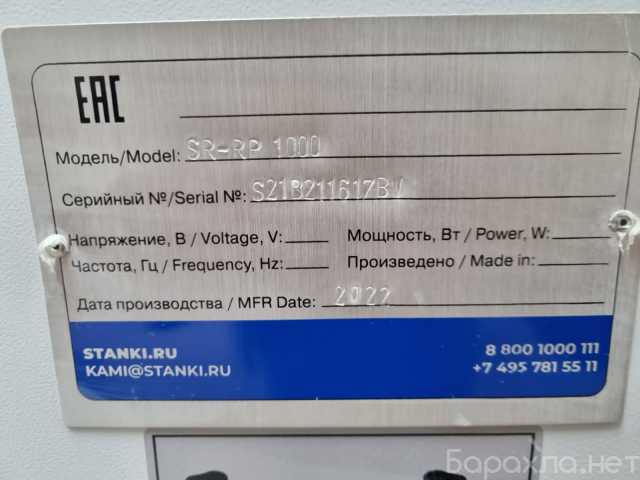 EAC
Модель/Model: SR-RP 1000
Серийный №/Serial №: S21B211617BV
Напряжение, В / Voltage, V:
Мощность, Вт / Power, W:
Частота, Гц / Frequency, Hz:
Произведено / Made in:
Дата производства / MFR Date: 2022
STANKI.RU
KAMI@STANKI.RU
8 800 1000 111
+7 495 781 55 11
Барахла.нет